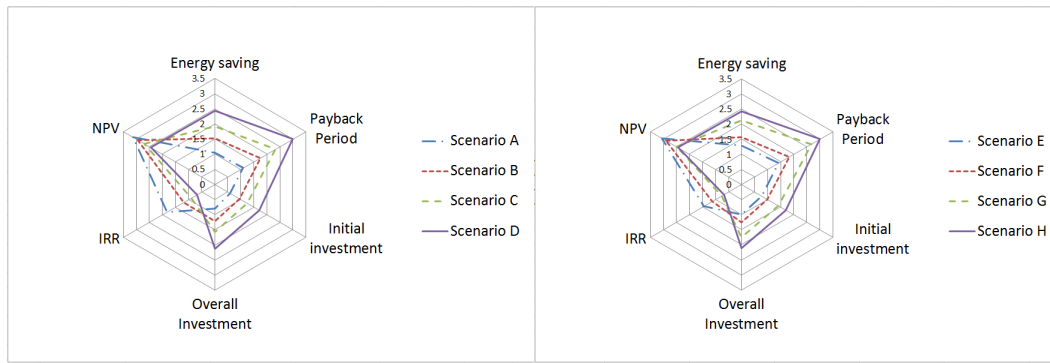 Energy saving
3.5
3
2.5
2
1.5
1
0.5
0
Payback
Period
Initial
investment
Overall
Investment
IRR
NPV
Scenario A
Scenario B
Scenario C
Scenario D
Energy saving
3.5
3
2.5
2
1.5
1
0.5
0
Payback
Period
Initial
investment
Overall
Investment
IRR
NPV
Scenario E
Scenario F
Scenario G
Scenario H